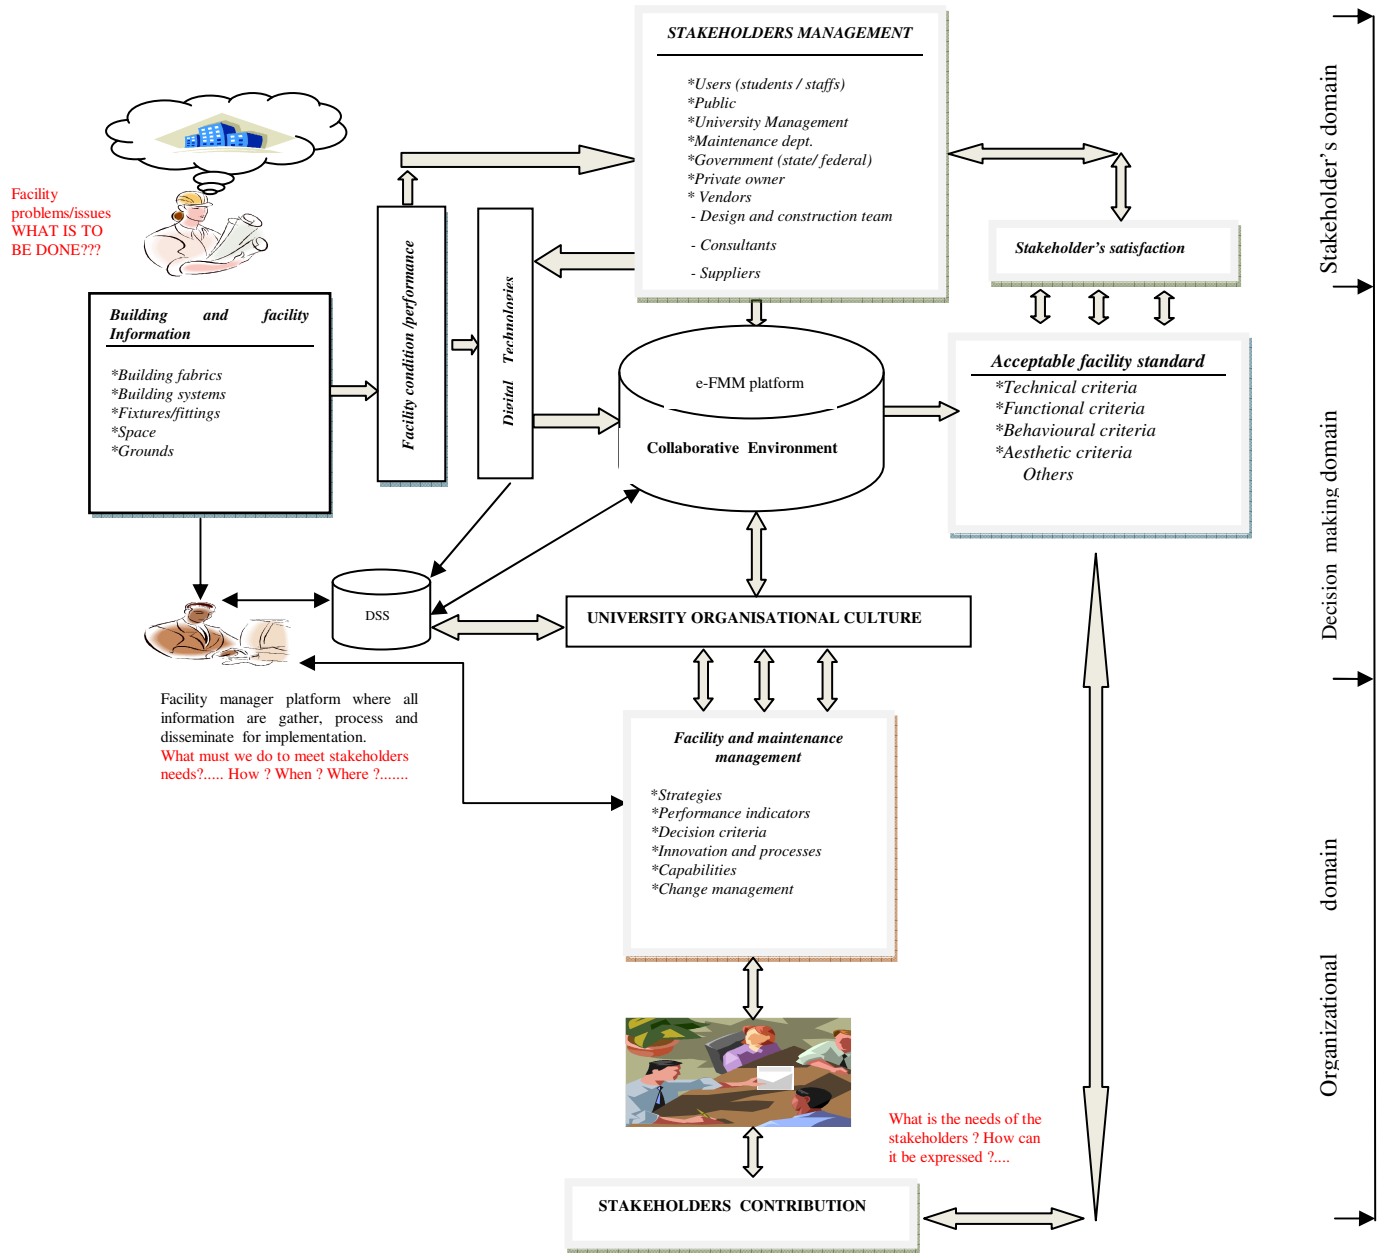 STAKEHOLDERS MANAGEMENT
*Users (students / staffs)
*Public
*University Management
*Maintenance dept.
*Government (state/ federal)
*Private owner
* Vendors
- Design and construction team
- Consultants
- Suppliers
Stakeholder's domain
Facility
problems/issues
WHAT IS TO
BE DONE???
Stakeholder's satisfaction
Building and facility
Information
*Building fabrics
*Building systems
*Fixtures/fittings
*Space
*Grounds
Facility condition /performance
Digital Technologies
e-FMM platform
Collaborative Environment
Acceptable facility standard
*Technical criteria
*Functional criteria
*Behavioural criteria
*Aesthetic criteria
Others
Decision making domain
DSS
UNIVERSITY ORGANISATIONAL CULTURE
Facility manager platform where all
information are gather, process and
disseminate for implementation.
What must we do to meet stakeholders
needs?..... How ? When ? Where ?.......
Facility and maintenance
management
*Strategies
*Performance indicators
*Decision criteria
*Innovation and processes
*Capabilities
*Change management
Organizational domain
What is the needs of the
stakeholders ? How can
it be expressed ?....
STAKEHOLDERS CONTRIBUTION